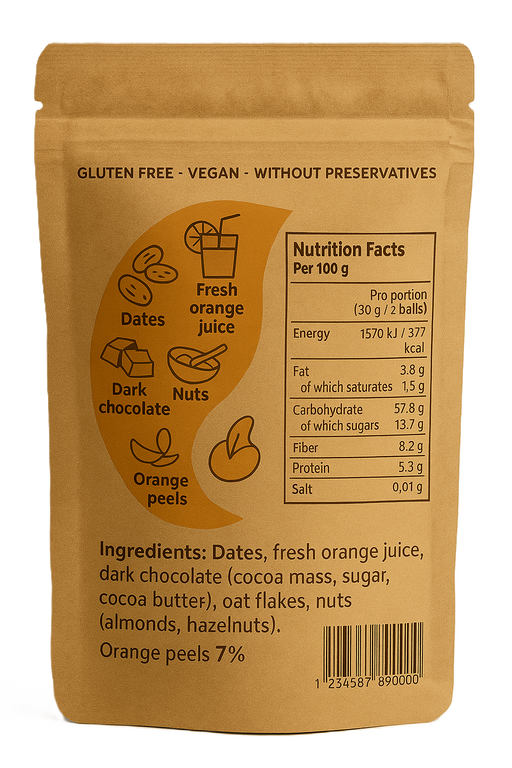 GLUTEN FREE - VEGAN - WITHOUT PRESERVATIVES
Fresh
orange
juice
Dates
Dark
chocolate
Nuts
Orange
peels
Nutrition Facts
Per 100 g
Pro portion
(30 g / 2 balls)
Energy 1570 kJ / 377
kcal
Fat 3.8 g
of which saturates 1,5 g
Carbohydrate 57.8 g
of which sugars 13.7 g
Fiber 8.2 g
Protein 5.3 g
Salt 0,01 g
Ingredients: Dates, fresh orange juice,
dark chocolate (cocoa mass, sugar,
cocoa butter), oat flakes, nuts
(almonds, hazelnuts).
Orange peels 7%
1 234587 890000